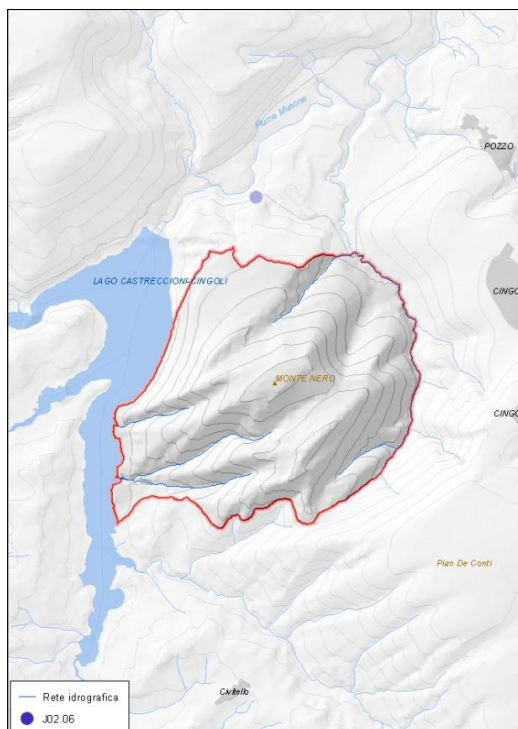 Fiume Musone
POZZO
LAGO CASTRECCIONI-CINGOLI
CINGO
MONTE NERO
CINGO
Pian De Conti
Civitello
Rete idrografica
J02.06